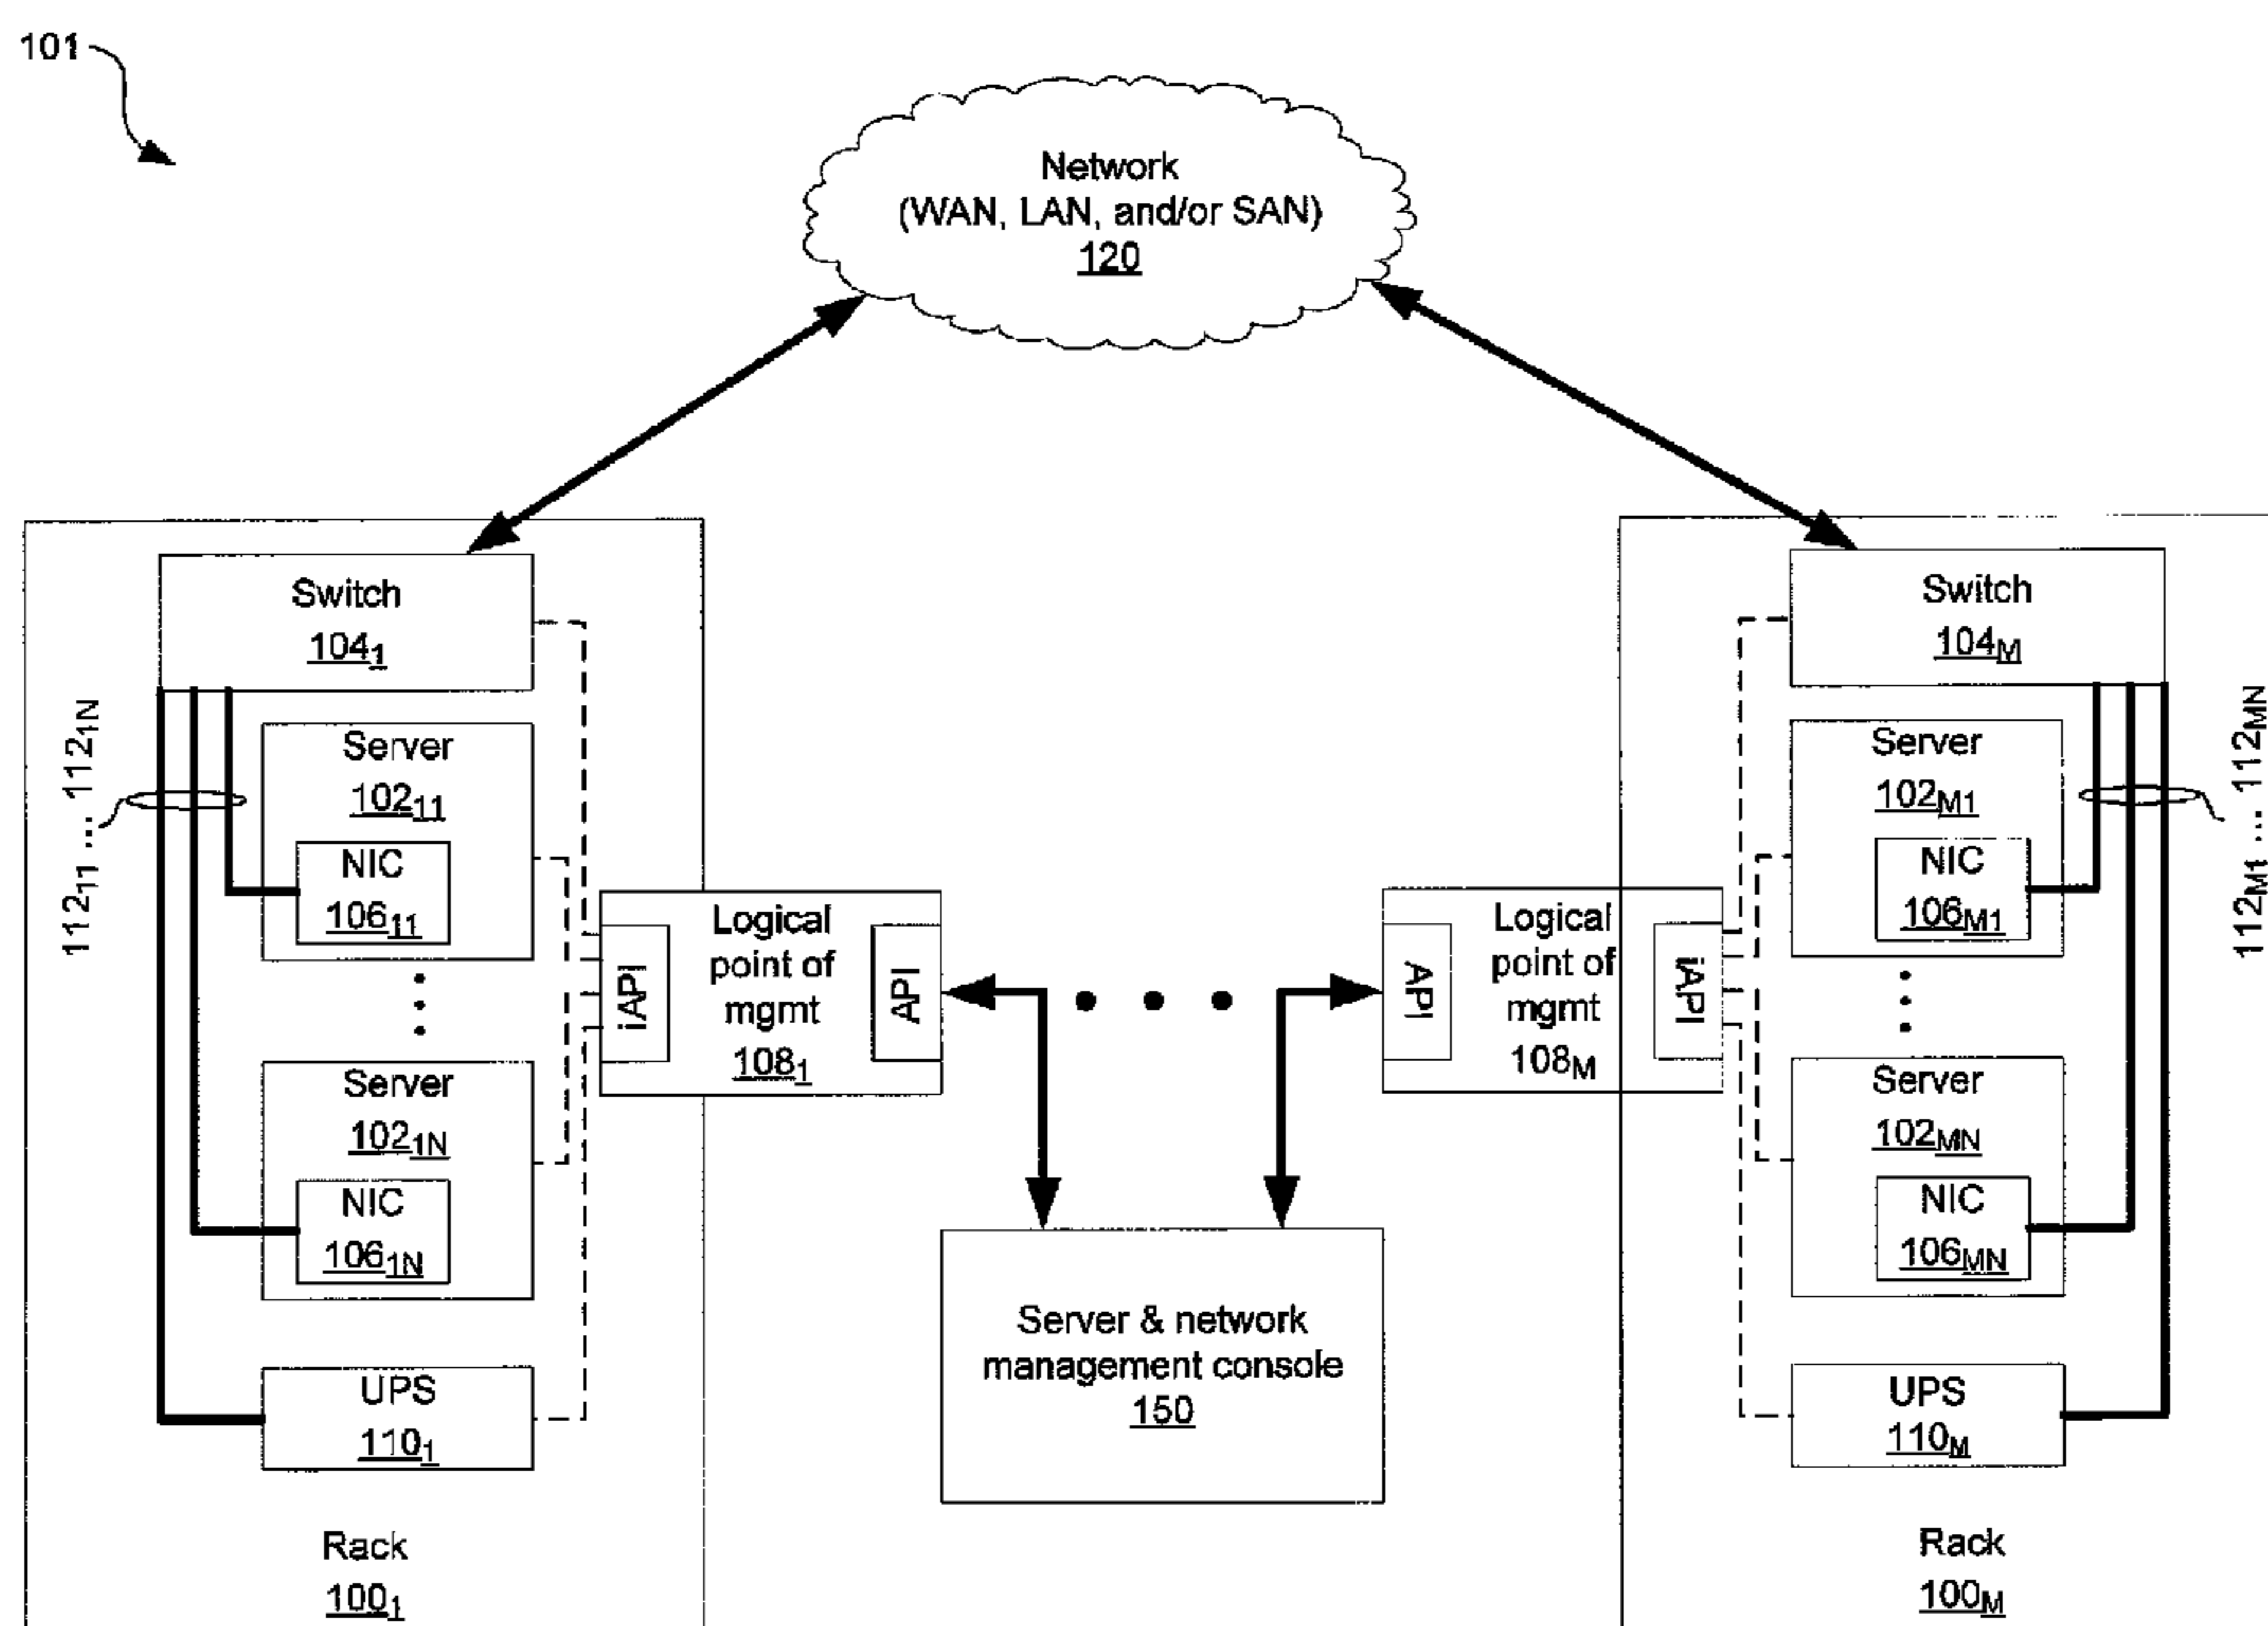 101
Network
(WAN, LAN, and/or SAN)
120
Switch
104₁
112₁₁ ... 112₁N
Server
102₁₁
NIC
106₁₁
Server
102₁N
NIC
106₁N
UPS
110₁
Rack
100₁
iAPI
Logical
point of
mgmt
108₁
API
Server & network
management console
150
API
Logical
point of
mgmt
108M
iAPI
Switch
104M
Server
102M1
NIC
106M1
Server
102MN
NIC
106MN
UPS
110M
112M1 ... 112MN
Rack
100M